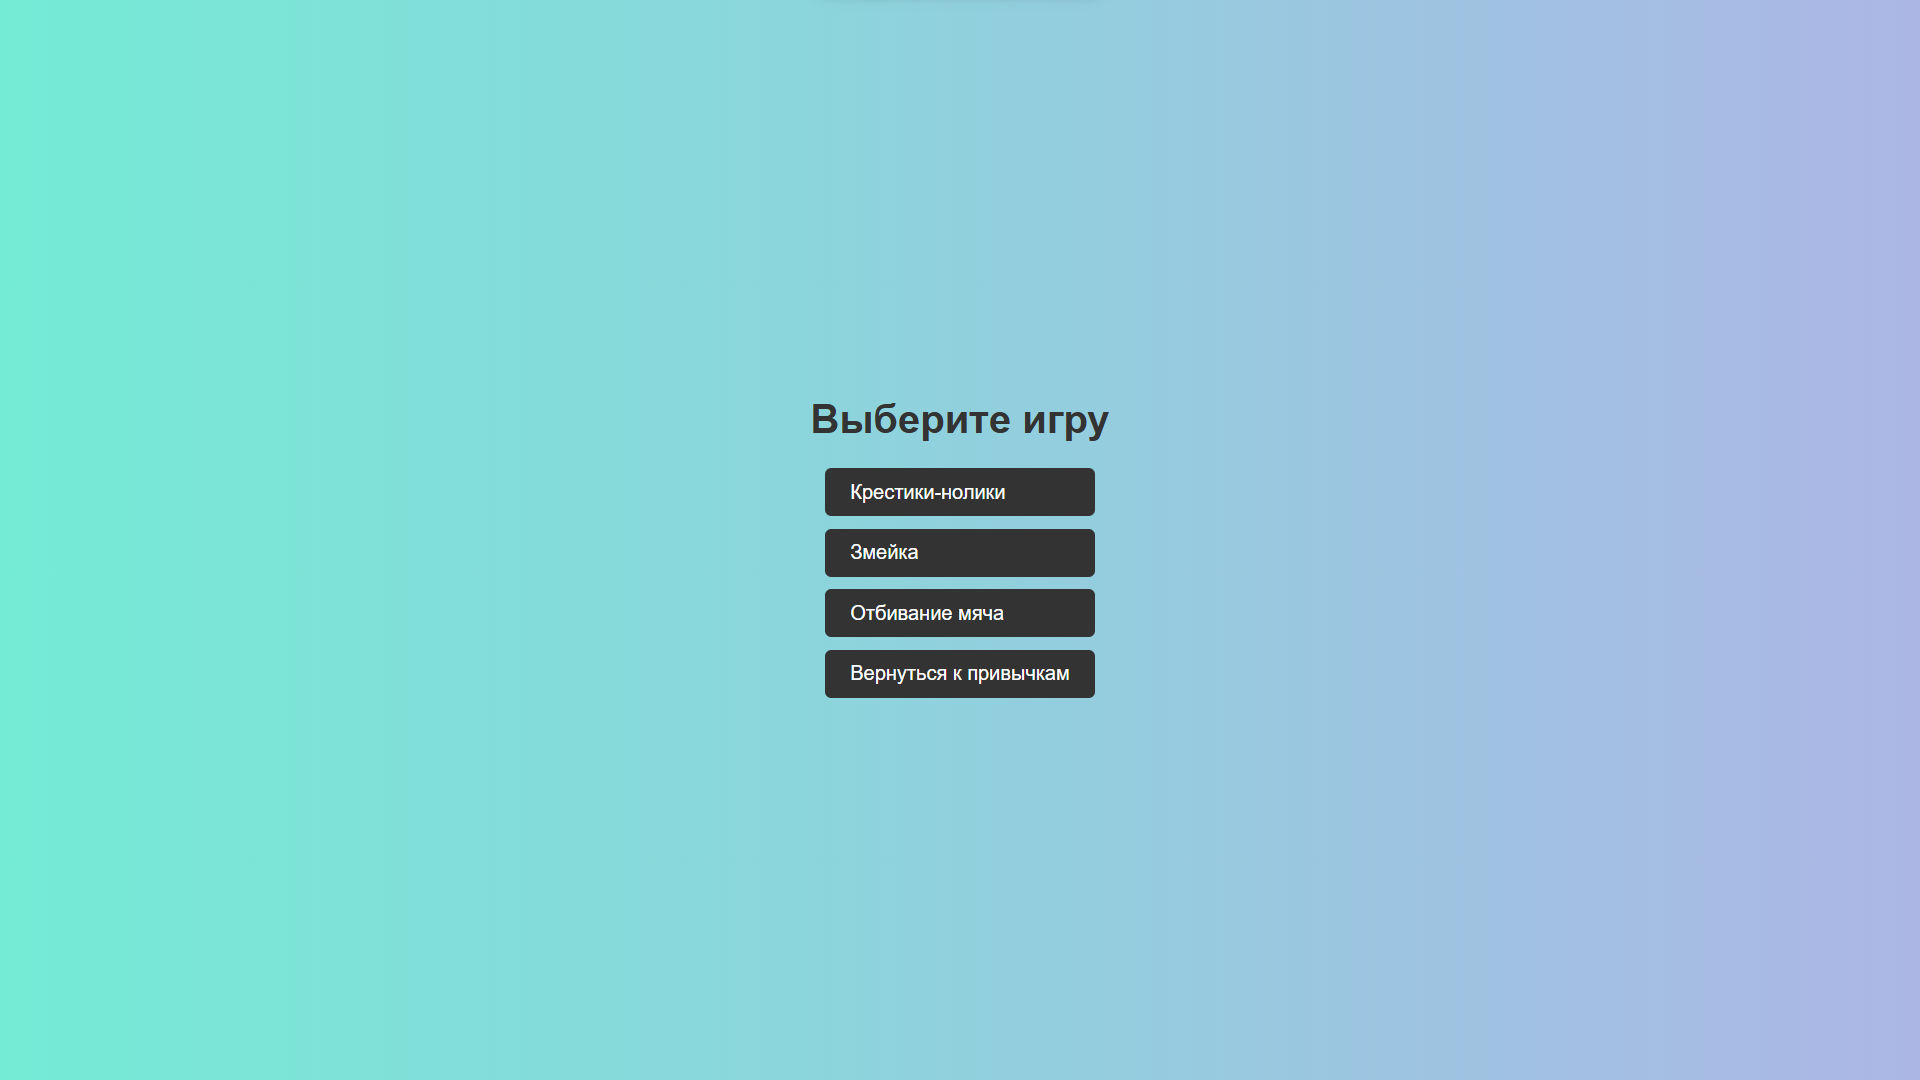 Выберите игру
Крестики-нолики
Змейка
Отбивание мяча
Вернуться к привычкам